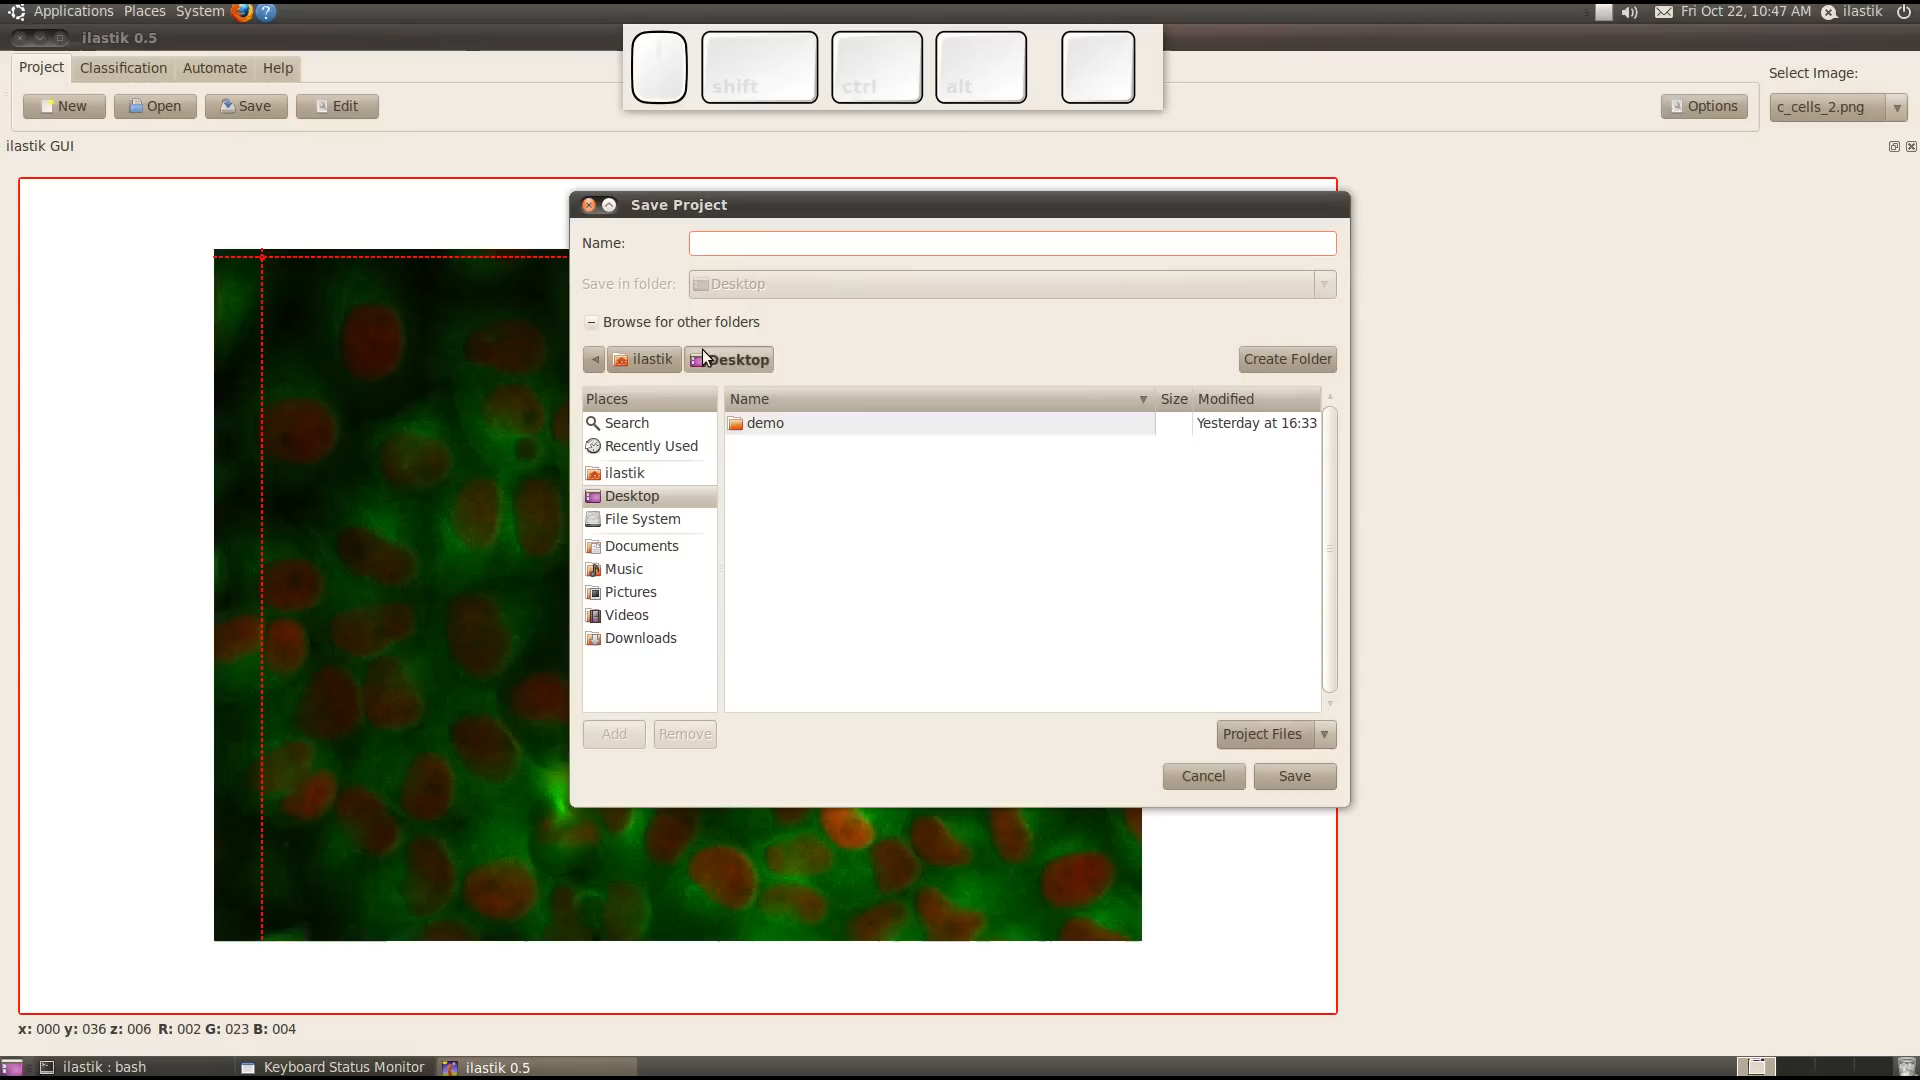 Applications Places System ? Fri Oct 22, 10:47 AM ilastik
ilastik 0.5
Project Classification Automate Help
New Open Save Edit
shift ctrl alt
Options
Select Image:
c_cells_2.png
ilastik GUI
Save Project
Name:
Save in folder: Desktop
Browse for other folders
ilastik Desktop Create Folder
Places
Search
Recently Used
ilastik
Desktop
File System
Documents
Music
Pictures
Videos
Downloads
Name Size Modified
demo Yesterday at 16:33
Add Remove Project Files
Cancel Save
x: 000 y: 036 z: 006 R: 002 G: 023 B: 004
ilastik : bash Keyboard Status Monitor ilastik 0.5